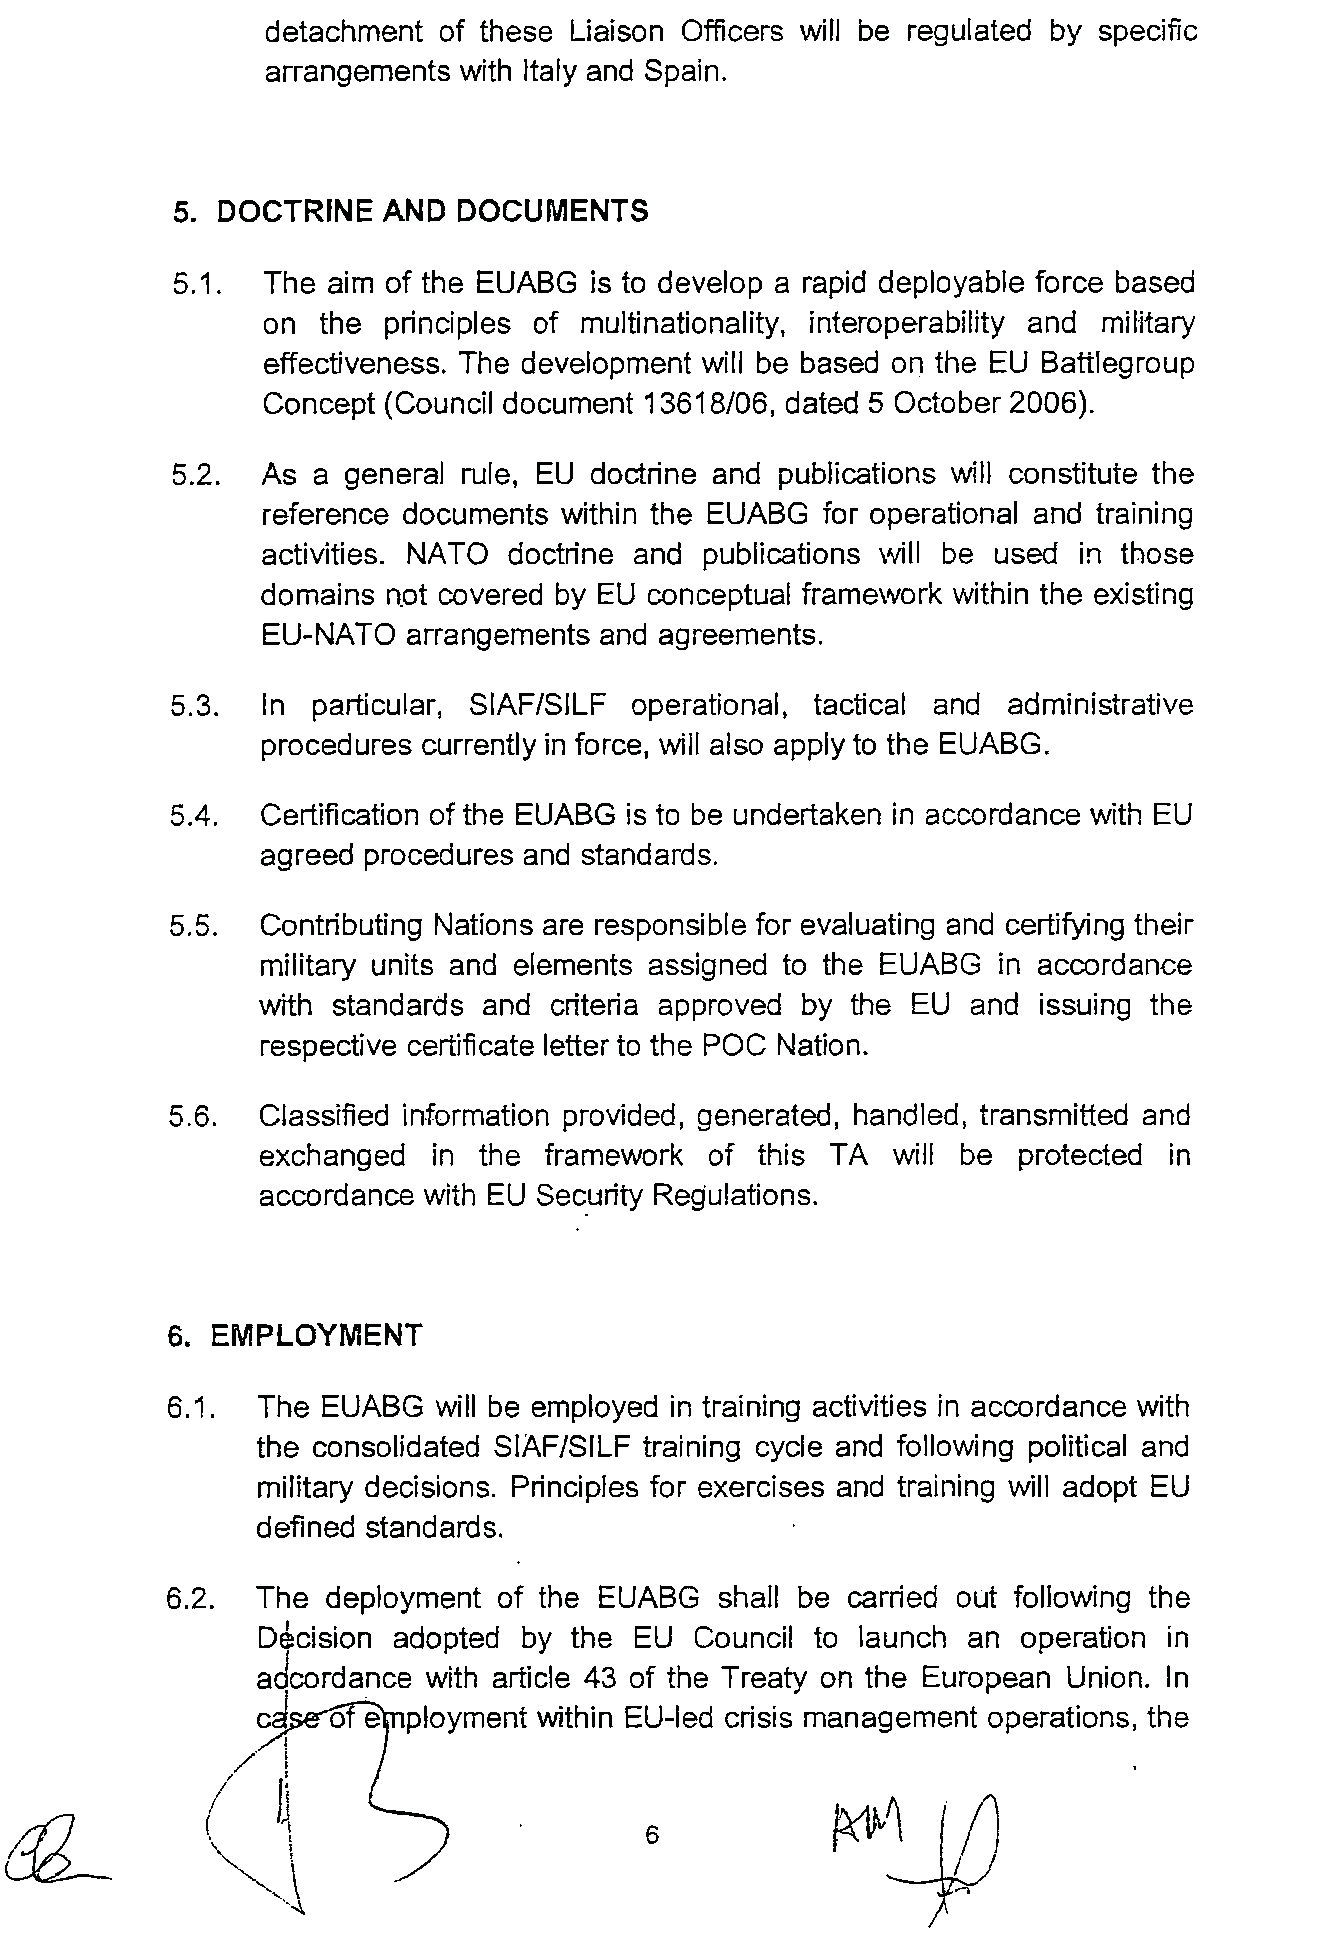 detachment of these Liaison Officers will be regulated by specific
arrangements with Italy and Spain.
5. DOCTRINE AND DOCUMENTS
5.1. The aim of the EUABG is to develop a rapid deployable force based
on the principles of multinationality, interoperability and military
effectiveness. The development will be based on the EU Battlegroup
Concept (Council document 13618/06, dated 5 October 2006).
5.2. As a general rule, EU doctrine and publications will constitute the
reference documents within the EUABG for operational and training
activities. NATO doctrine and publications will be used in those
domains not covered by EU conceptual framework within the existing
EU-NATO arrangements and agreements.
5.3. In particular, SIAF/SILF operational, tactical and administrative
procedures currently in force, will also apply to the EUABG.
5.4. Certification of the EUABG is to be undertaken in accordance with EU
agreed procedures and standards.
5.5. Contributing Nations are responsible for evaluating and certifying their
military units and elements assigned to the EUABG in accordance
with standards and criteria approved by the EU and issuing the
respective certificate letter to the POC Nation.
5.6. Classified information provided, generated, handled, transmitted and
exchanged in the framework of this TA will be protected in
accordance with EU Security Regulations.
6. EMPLOYMENT
6.1. The EUABG will be employed in training activities in accordance with
the consolidated SIAF/SILF training cycle and following political and
military decisions. Principles for exercises and training will adopt EU
defined standards.
6.2. The deployment of the EUABG shall be carried out following the
Decision adopted by the EU Council to launch an operation in
accordance with article 43 of the Treaty on the European Union. In
case of employment within EU-led crisis management operations, the
6
AM